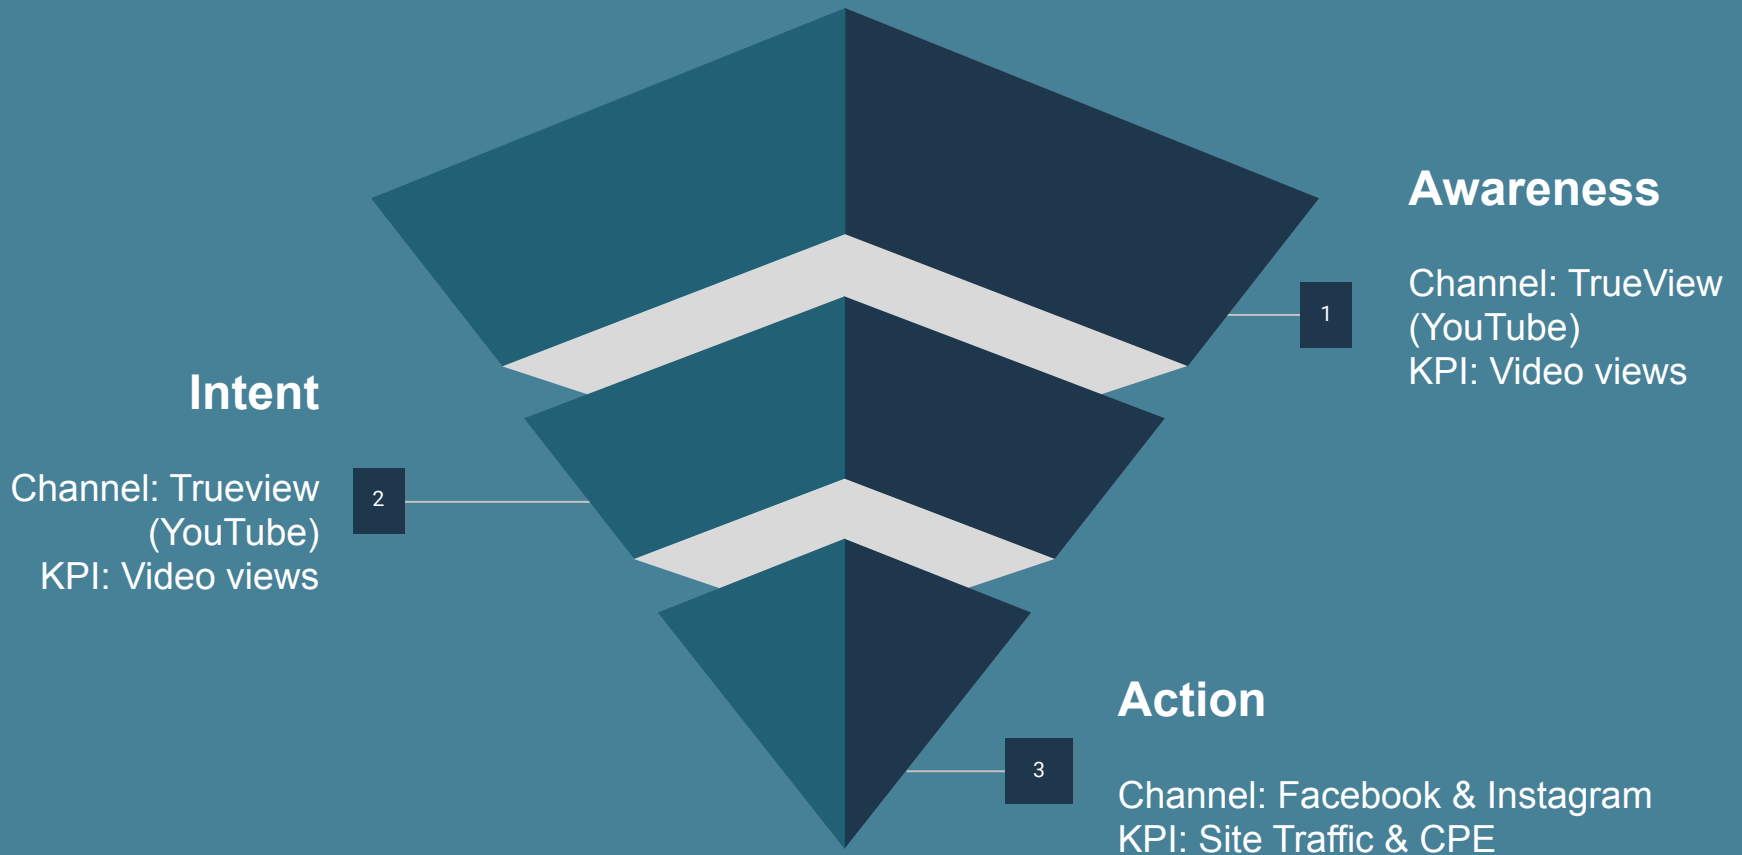 Awareness
1
Channel: TrueView
(YouTube)
KPI: Video views
Intent
2
Channel: Trueview
(YouTube)
KPI: Video views
Action
3
Channel: Facebook & Instagram
KPI: Site Traffic & CPE